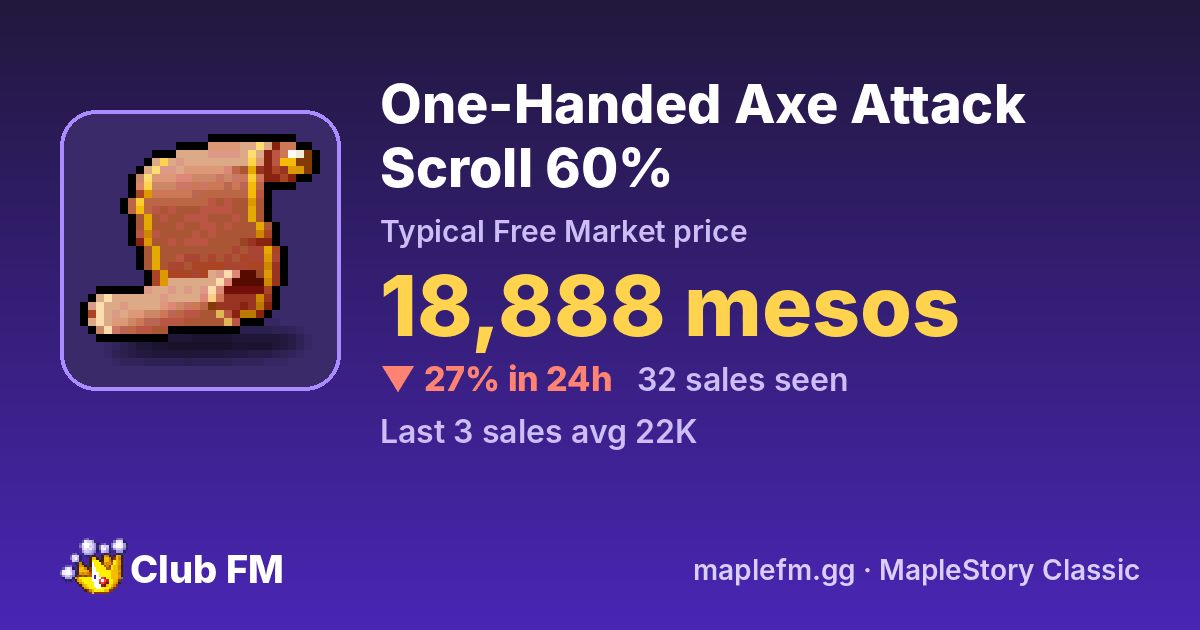 One-Handed Axe Attack
Scroll 60%
Typical Free Market price
18,888 mesos
▼ 27% in 24h 32 sales seen
Last 3 sales avg 22K
Club FM
maplefm.gg · MapleStory Classic